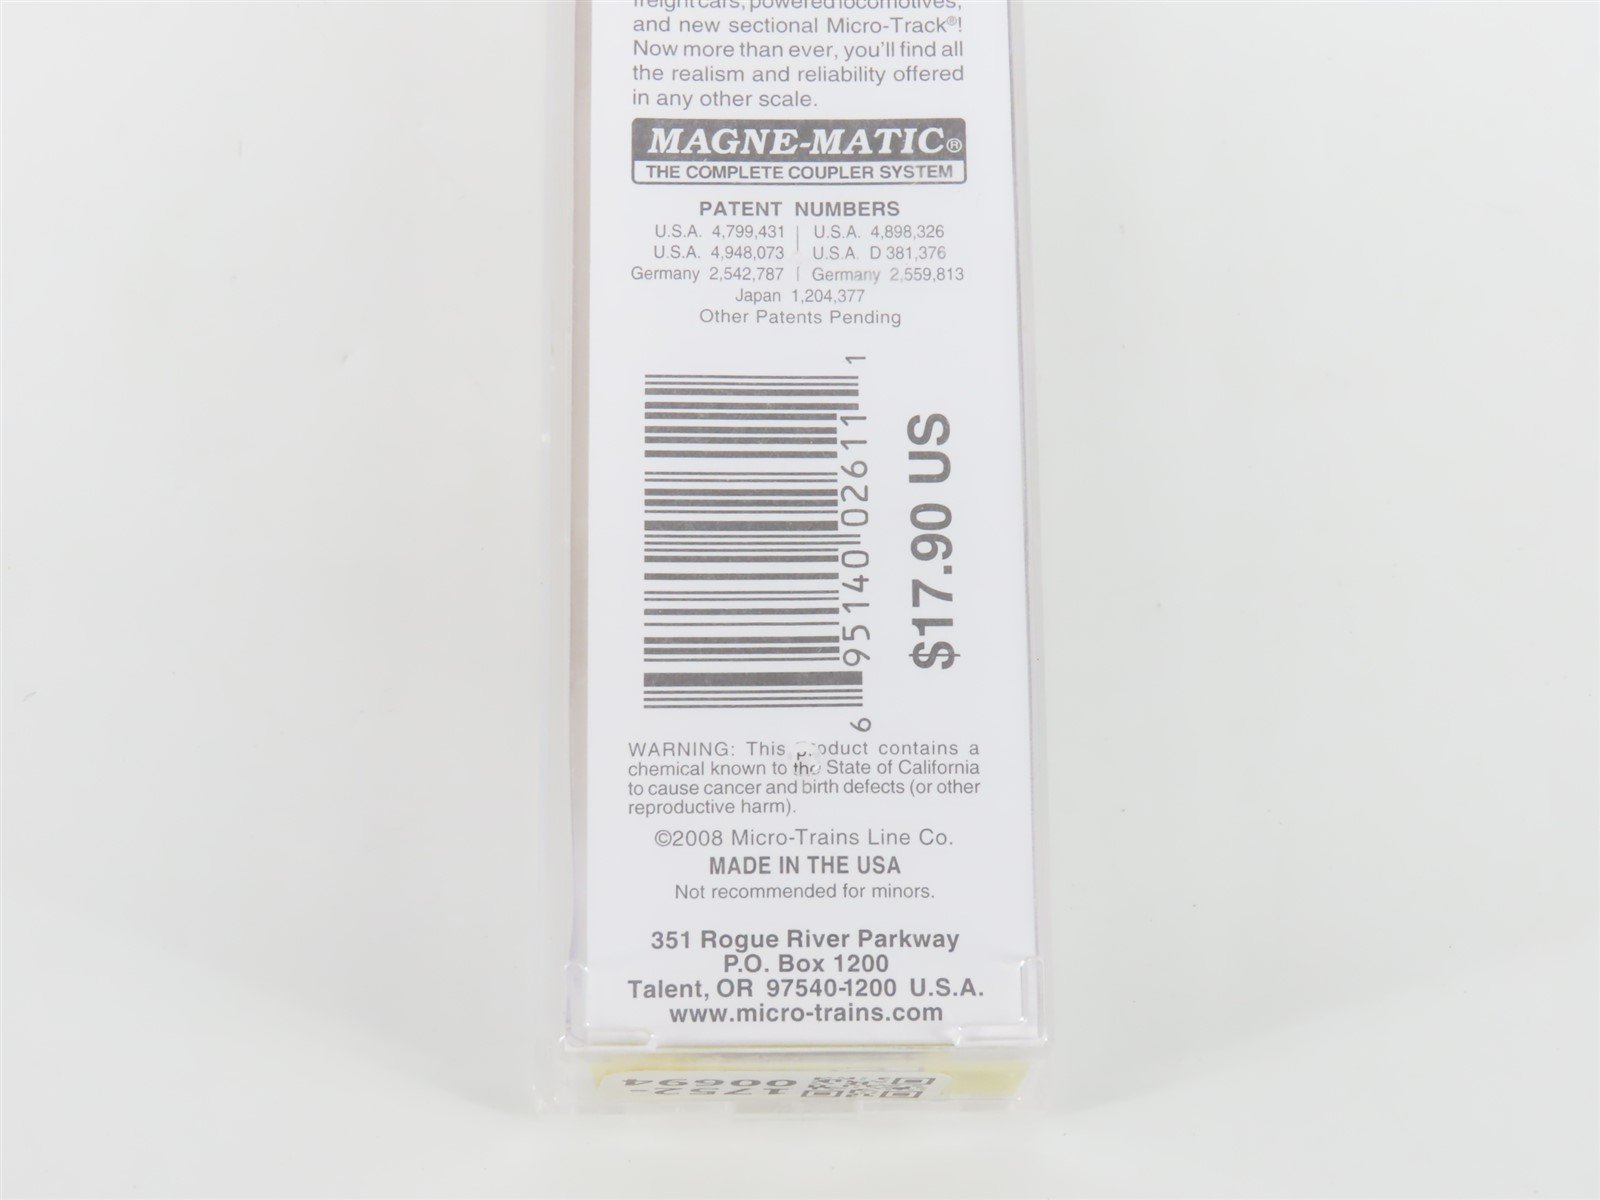 freight cars, powered locomotives,
and new sectional Micro-Track®!
Now more than ever, you'll find all
the realism and reliability offered
in any other scale.
MAGNE-MATIC®
THE COMPLETE COUPLER SYSTEM
PATENT NUMBERS
U.S.A. 4,799,431 | U.S.A. 4,898,326
U.S.A. 4,948,073 | U.S.A. D 381,376
Germany 2,542,787 | Germany 2,559,813
Japan 1,204,377
Other Patents Pending
6 95140 02611 1
$17.90 US
WARNING: This product contains a
chemical known to the State of California
to cause cancer and birth defects (or other
reproductive harm).
©2008 Micro-Trains Line Co.
MADE IN THE USA
Not recommended for minors.
351 Rogue River Parkway
P.O. Box 1200
Talent, OR 97540-1200 U.S.A.
www.micro-trains.com
1752-
00694